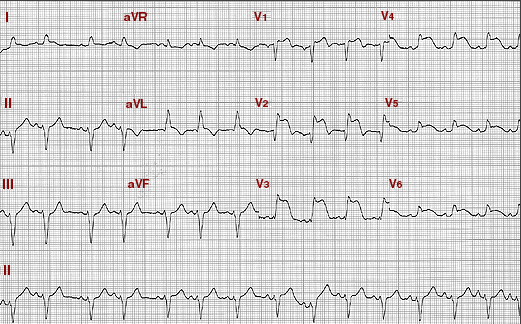 I aVR V1 V4
II aVL V2 V5
III aVF V3 V6
II